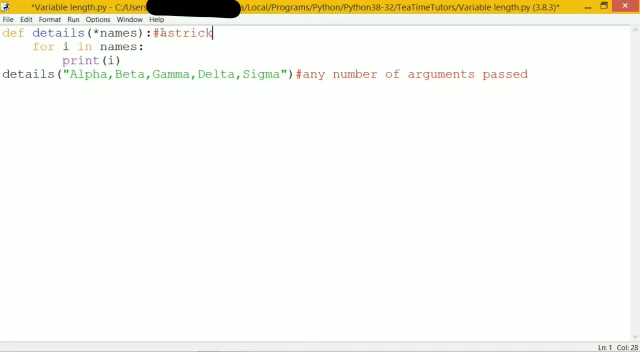 *Variable length.py - C:/Users a/Local/Programs/Python/Python38-32/TeaTimeTutors/Variable length.py (3.8.3)*
File Edit Format Run Options Window Help
def details(*names):#astrick
for i in names:
print(i)
details("Alpha,Beta,Gamma,Delta,Sigma")#any number of arguments passed
Ln: 1 Col: 28